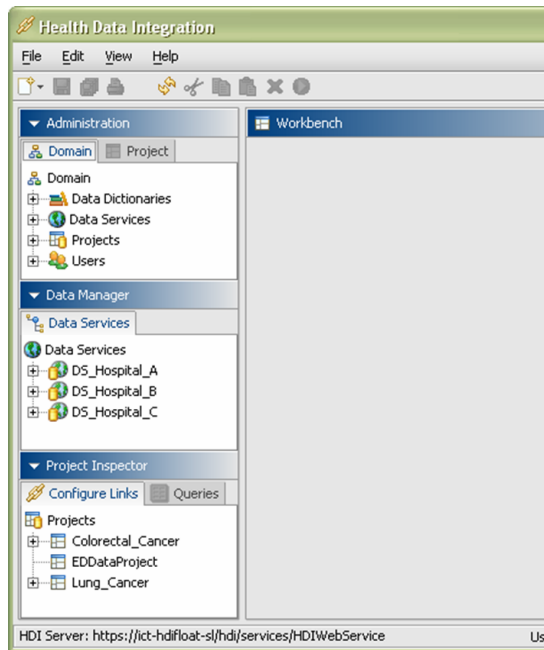 Health Data Integration
File Edit View Help
Administration
Domain Project
Domain
Data Dictionaries
Data Services
Projects
Users
Data Manager
Data Services
Data Services
DS_Hospital_A
DS_Hospital_B
DS_Hospital_C
Project Inspector
Configure Links Queries
Projects
Colorectal_Cancer
EDDataProject
Lung_Cancer
Workbench
HDI Server: https://ict-hdifloat-sl/hdi/services/HDIWebService Us